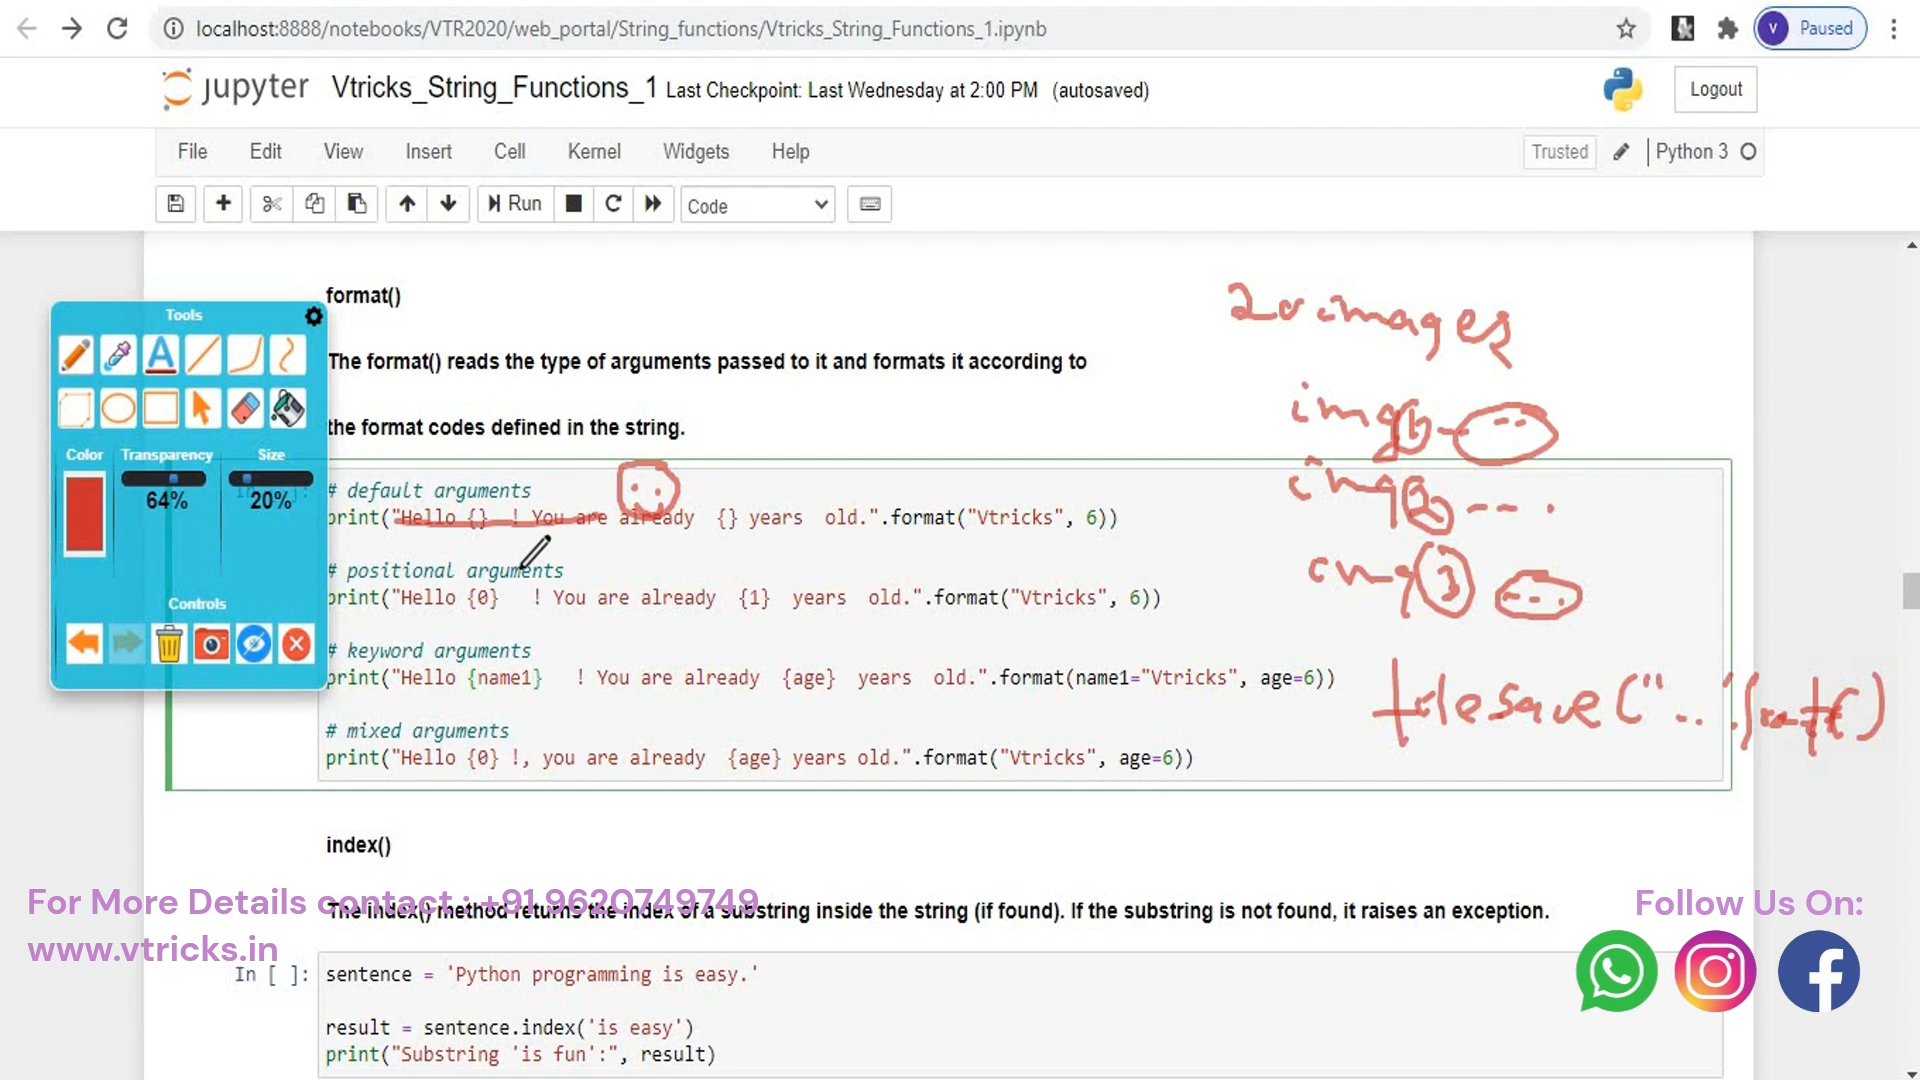 localhost:8888/notebooks/VTR2020/web_portal/String_functions/Vtricks_String_Functions_1.ipynb
V Paused
jupyter Vtricks_String_Functions_1 Last Checkpoint: Last Wednesday at 2:00 PM (autosaved)
Logout
File Edit View Insert Cell Kernel Widgets Help
Trusted Python 3
Run Code
format()
The format() reads the type of arguments passed to it and formats it according to
the format codes defined in the string.
Tools
A
Color Transparency Size
64% 20%
Controls
# default arguments
print("Hello {}  ! You are already  {} years  old.".format("Vtricks", 6))
# positional arguments
print("Hello {0}   ! You are already  {1}  years  old.".format("Vtricks", 6))
# keyword arguments
print("Hello {name1}   ! You are already  {age}  years  old.".format(name1="Vtricks", age=6))
# mixed arguments
print("Hello {0} !, you are already  {age} years old.".format("Vtricks", age=6))
20 images
img
img 2 ---.
img 3
filesave("..
index()
The index() method returns the index of a substring inside the string (if found). If the substring is not found, it raises an exception.
In [ ]: sentence = 'Python programming is easy.'
result = sentence.index('is easy')
print("Substring 'is fun':", result)
For More Details contact : +91 9620749749
www.vtricks.in
Follow Us On: